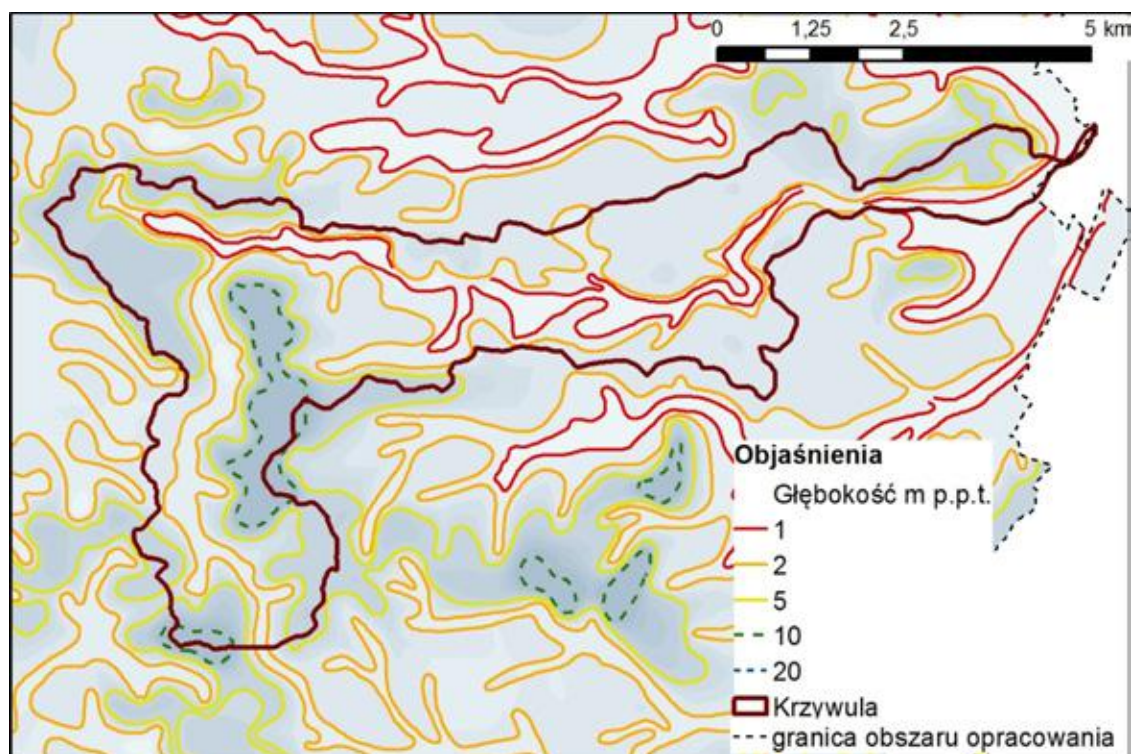 0 1,25 2,5 5 km
Objaśnienia
Głębokość m p.p.t.
1
2
5
10
20
Krzywula
granica obszaru opracowania